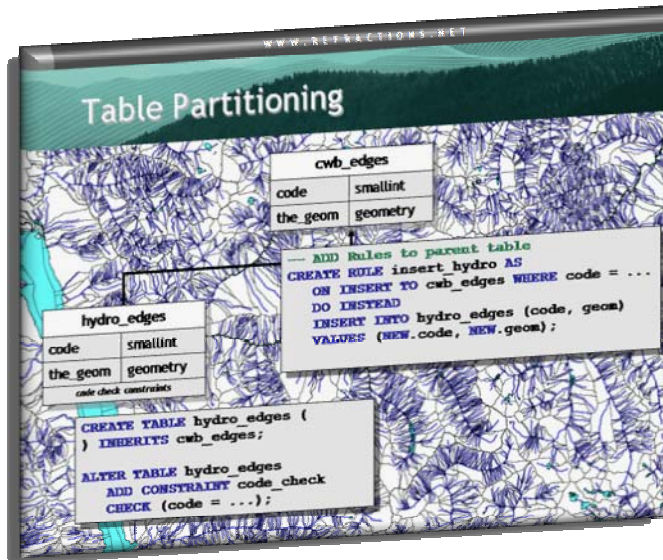 WWW.REFRACTIONS.NET
Table Partitioning
cwb_edges
code smallint
the_geom geometry
-- ADD Rules to parent table
CREATE RULE insert_hydro AS
ON INSERT TO cwb_edges WHERE code = ...
DO INSTEAD
INSERT INTO hydro_edges (code, geom)
VALUES (NEW.code, NEW.geom);
hydro_edges
code smallint
the_geom geometry
code check constraints
CREATE TABLE hydro_edges (
) INHERITS cwb_edges;
ALTER TABLE hydro_edges
ADD CONSTRAINT code_check
CHECK (code = ...);